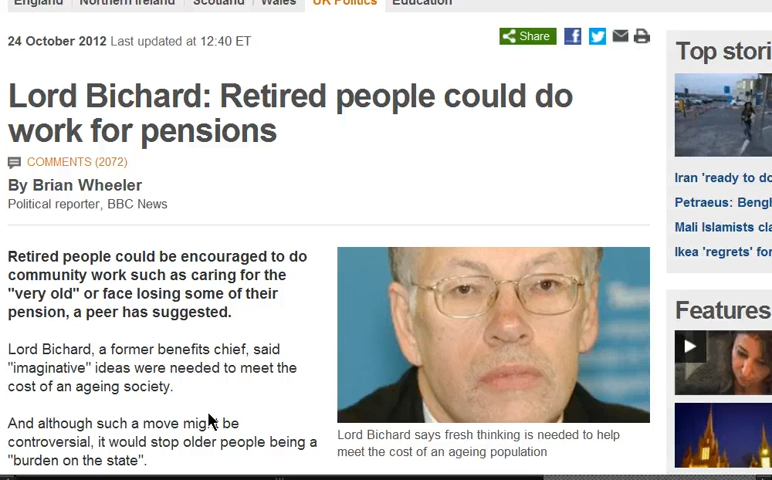 England Northern Ireland Scotland Wales UK Politics Education
24 October 2012 Last updated at 12:40 ET
Share
Top stori
Lord Bichard: Retired people could do
work for pensions
COMMENTS (2072)
By Brian Wheeler
Political reporter, BBC News
Iran 'ready to do
Petraeus: Bengh
Mali Islamists cla
Ikea 'regrets' for
Retired people could be encouraged to do
community work such as caring for the
"very old" or face losing some of their
pension, a peer has suggested.
Lord Bichard, a former benefits chief, said
"imaginative" ideas were needed to meet the
cost of an ageing society.
And although such a move might be
controversial, it would stop older people being a
"burden on the state".
Lord Bichard says fresh thinking is needed to help
meet the cost of an ageing population
Features